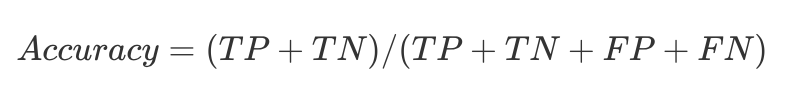 Accuracy = (TP + TN)/(TP + TN + FP + FN)